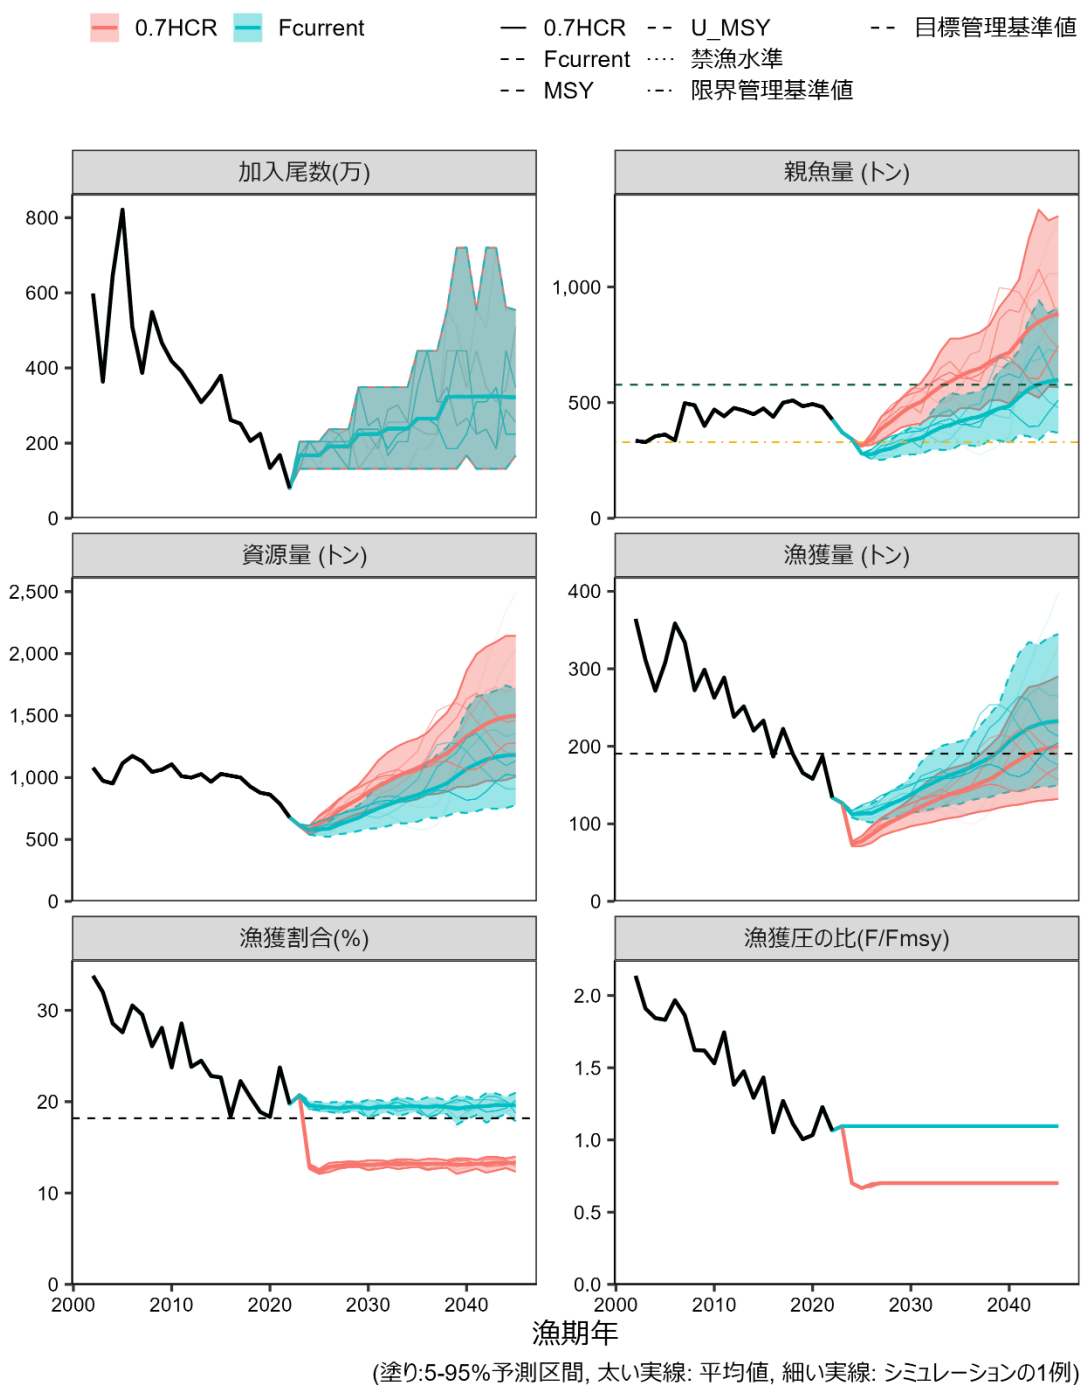 0.7HCR Fcurrent
0.7HCR U_MSY 目標管理基準値
Fcurrent 禁漁水準
MSY 限界管理基準値
加入尾数(万)
800
600
400
200
0
親魚量 (トン)
1,000
500
0
資源量 (トン)
2,500
2,000
1,500
1,000
500
0
漁獲量 (トン)
400
300
200
100
0
漁獲割合(%)
30
20
10
0
2000 2010 2020 2030 2040
漁獲圧の比(F/Fmsy)
2.0
1.5
1.0
0.5
0.0
2000 2010 2020 2030 2040
漁期年
(塗り:5-95%予測区間, 太い実線: 平均値, 細い実線: シミュレーションの1例)